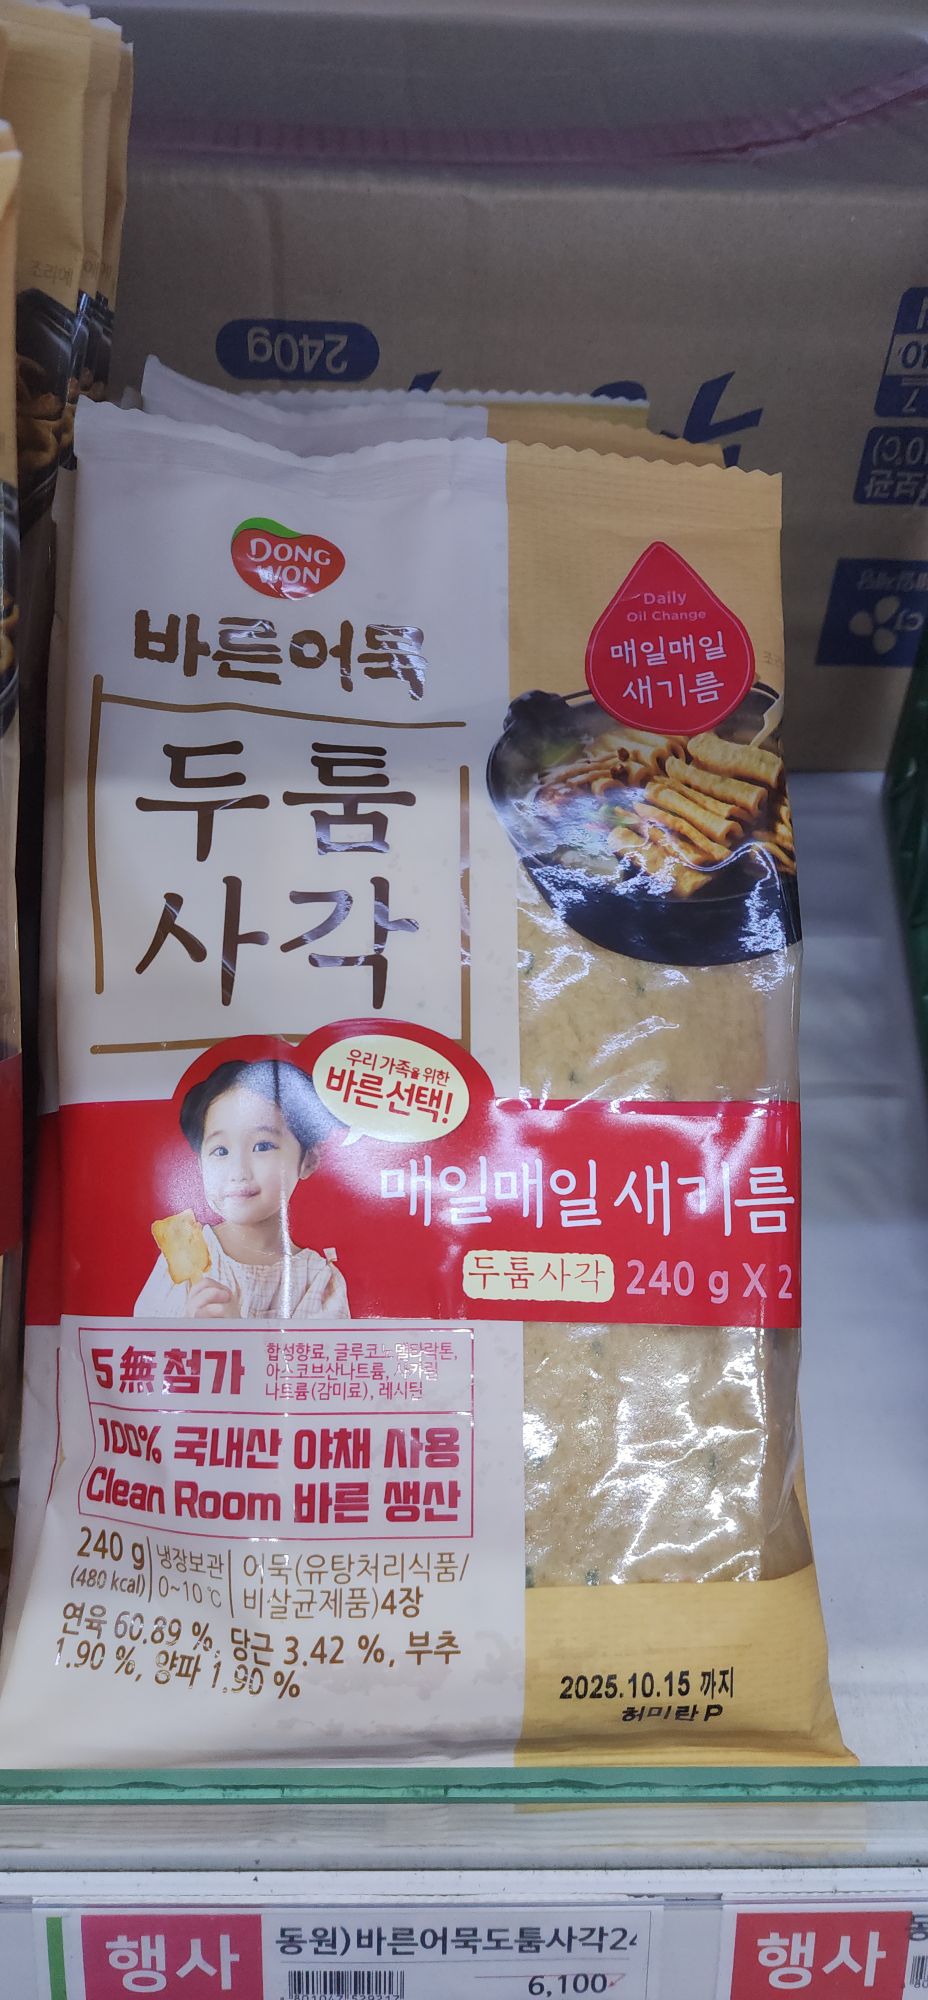 240g
DONG
WON
Daily
Oil Change
매일매일
새기름
바른어묵
두툼
사각
우리 가족을 위한
바른선택!
매일매일 새기름
두툼사각 240 g X 2
5無첨가
합성향료, 글루코노델타락톤,
아스코브산나트륨, 사카린
나트륨(감미료), 레시틴
100% 국내산 야채 사용
Clean Room 바른 생산
240 g
(480 kcal)
냉장보관
0~10 ℃
어묵(유탕처리식품/
비살균제품)4장
연육 60.89 %, 당근 3.42 %, 부추
1.90 %, 양파 1.90 %
2025.10.15 까지
허미란 P
행사
동원)바른어묵도툼사각24
6,100
행사